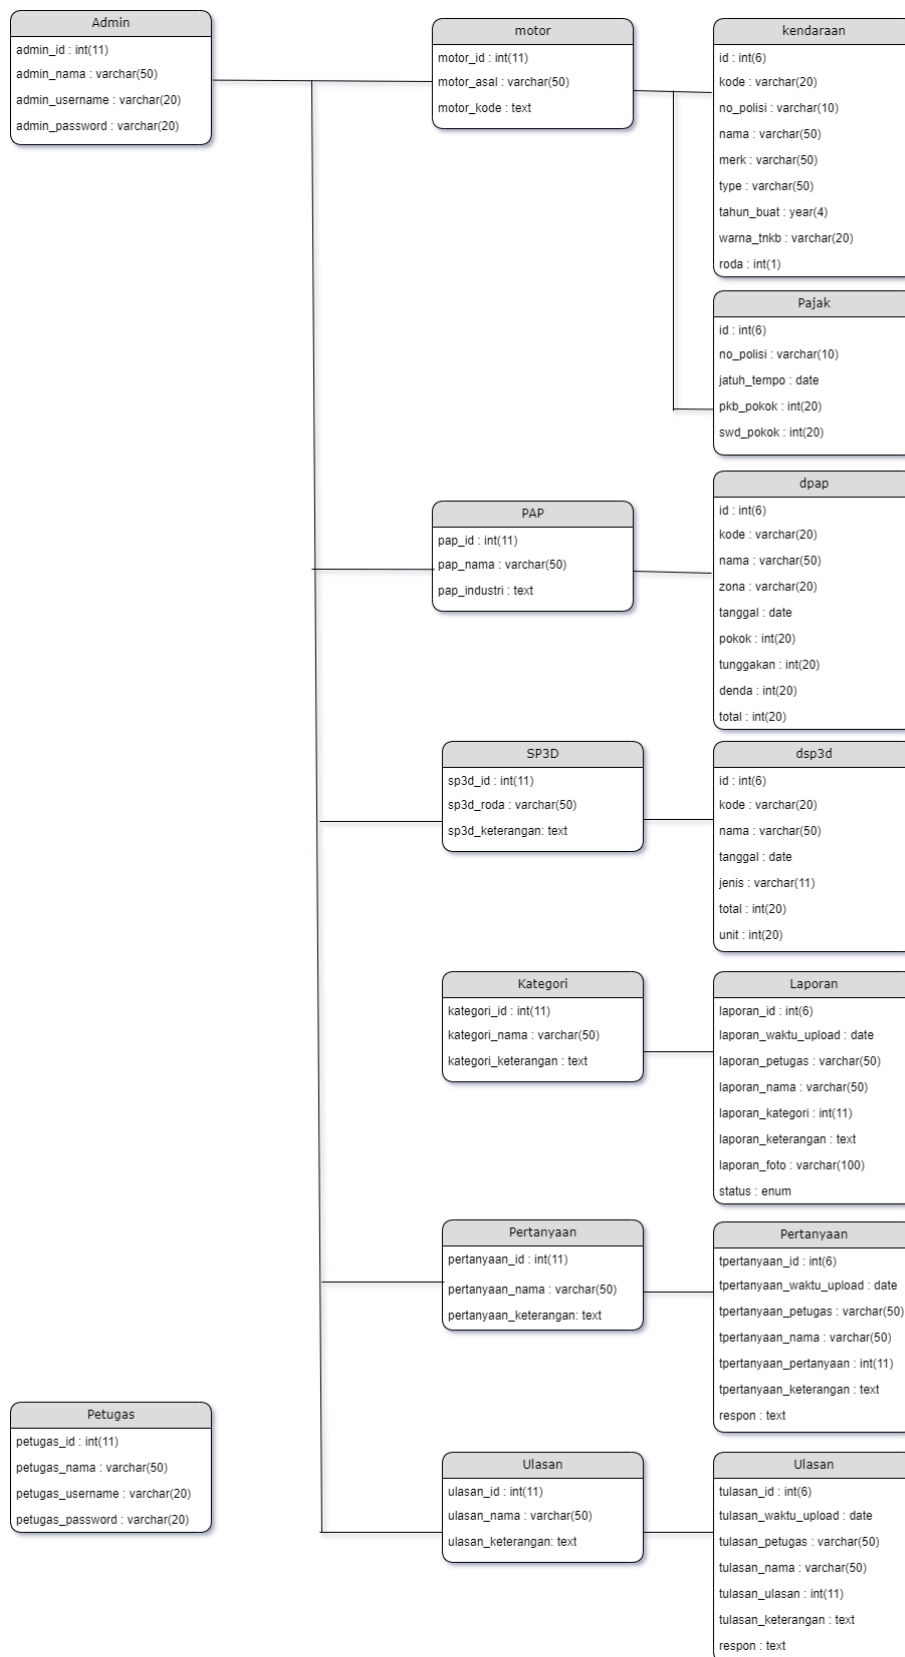 Admin
admin_id : int(11)
admin_nama : varchar(50)
admin_username : varchar(20)
admin_password : varchar(20)
motor
motor_id : int(11)
motor_asal : varchar(50)
motor_kode : text
kendaraan
id : int(6)
kode : varchar(20)
no_polisi : varchar(10)
nama : varchar(50)
merk : varchar(50)
type : varchar(50)
tahun_buat : year(4)
warna_tnkb : varchar(20)
roda : int(1)
Pajak
id : int(6)
no_polisi : varchar(10)
jatuh_tempo : date
pkb_pokok : int(20)
swd_pokok : int(20)
PAP
pap_id : int(11)
pap_nama : varchar(50)
pap_industri : text
dpap
id : int(6)
kode : varchar(20)
nama : varchar(50)
zona : varchar(20)
tanggal : date
pokok : int(20)
tunggakan : int(20)
denda : int(20)
total : int(20)
SP3D
sp3d_id : int(11)
sp3d_roda : varchar(50)
sp3d_keterangan: text
dsp3d
id : int(6)
kode : varchar(20)
nama : varchar(50)
tanggal : date
jenis : varchar(11)
total : int(20)
unit : int(20)
Kategori
kategori_id : int(11)
kategori_nama : varchar(50)
kategori_keterangan : text
Laporan
laporan_id : int(6)
laporan_waktu_upload : date
laporan_petugas : varchar(50)
laporan_nama : varchar(50)
laporan_kategori : int(11)
laporan_keterangan : text
laporan_foto : varchar(100)
status : enum
Pertanyaan
pertanyaan_id : int(11)
pertanyaan_nama : varchar(50)
pertanyaan_keterangan: text
Pertanyaan
tpertanyaan_id : int(6)
tpertanyaan_waktu_upload : date
tpertanyaan_petugas : varchar(50)
tpertanyaan_nama : varchar(50)
tpertanyaan_pertanyaan : int(11)
tpertanyaan_keterangan : text
respon : text
Petugas
petugas_id : int(11)
petugas_nama : varchar(50)
petugas_username : varchar(20)
petugas_password : varchar(20)
Ulasan
ulasan_id : int(11)
ulasan_nama : varchar(50)
ulasan_keterangan: text
Ulasan
tulasan_id : int(6)
tulasan_waktu_upload : date
tulasan_petugas : varchar(50)
tulasan_nama : varchar(50)
tulasan_ulasan : int(11)
tulasan_keterangan : text
respon : text